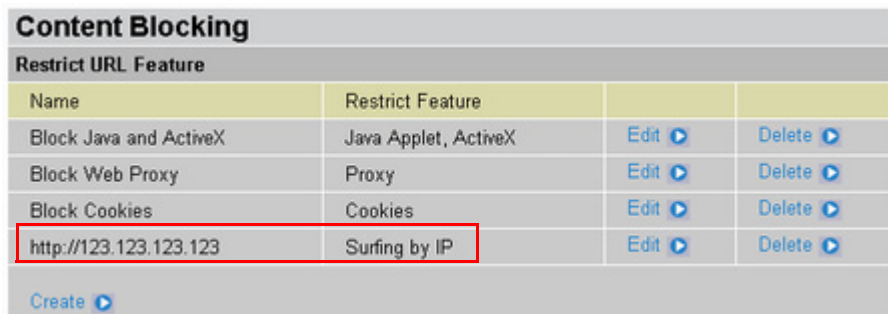 Content Blocking
Restrict URL Feature
Name Restrict Feature
Block Java and ActiveX Java Applet, ActiveX Edit Delete
Block Web Proxy Proxy Edit Delete
Block Cookies Cookies Edit Delete
http://123.123.123.123 Surfing by IP Edit Delete
Create